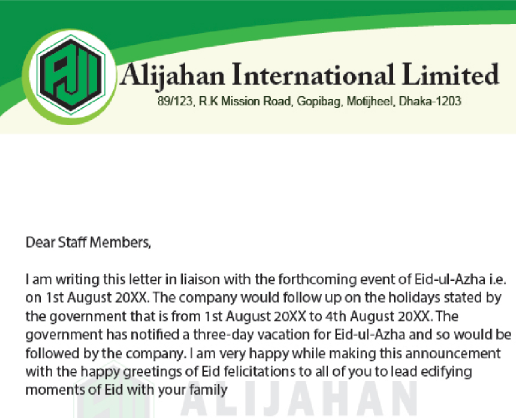 AJI
Alijahan International Limited
89/123, R.K Mission Road, Gopibag, Motijheel, Dhaka-1203
Dear Staff Members,
I am writing this letter in liaison with the forthcoming event of Eid-ul-Azha i.e.
on 1st August 20XX. The company would follow up on the holidays stated by
the government that is from 1st August 20XX to 4th August 20XX. The
government has notified a three-day vacation for Eid-ul-Azha and so would be
followed by the company. I am very happy while making this announcement
with the happy greetings of Eid felicitations to all of you to lead edifying
moments of Eid with your family
ALIJAHAN